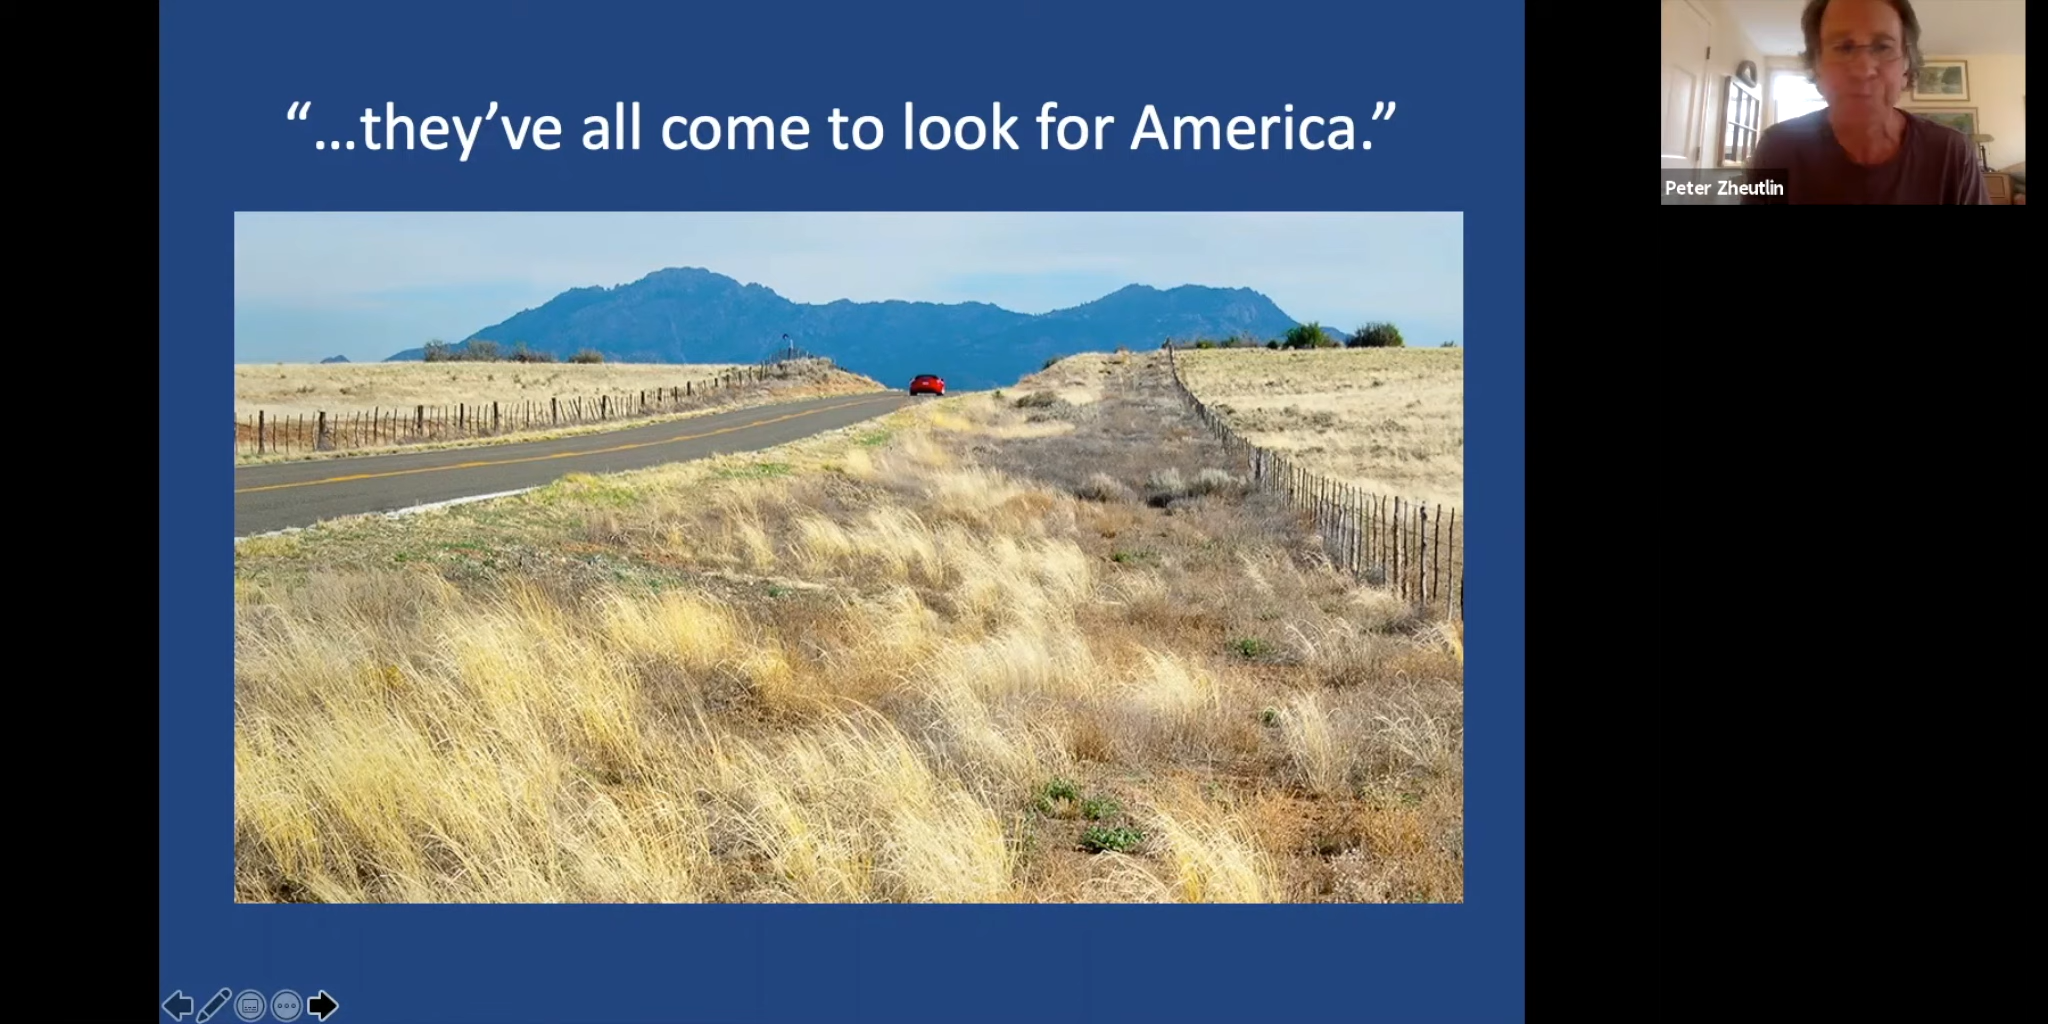 “...they’ve all come to look for America.”
Peter Zheutlin